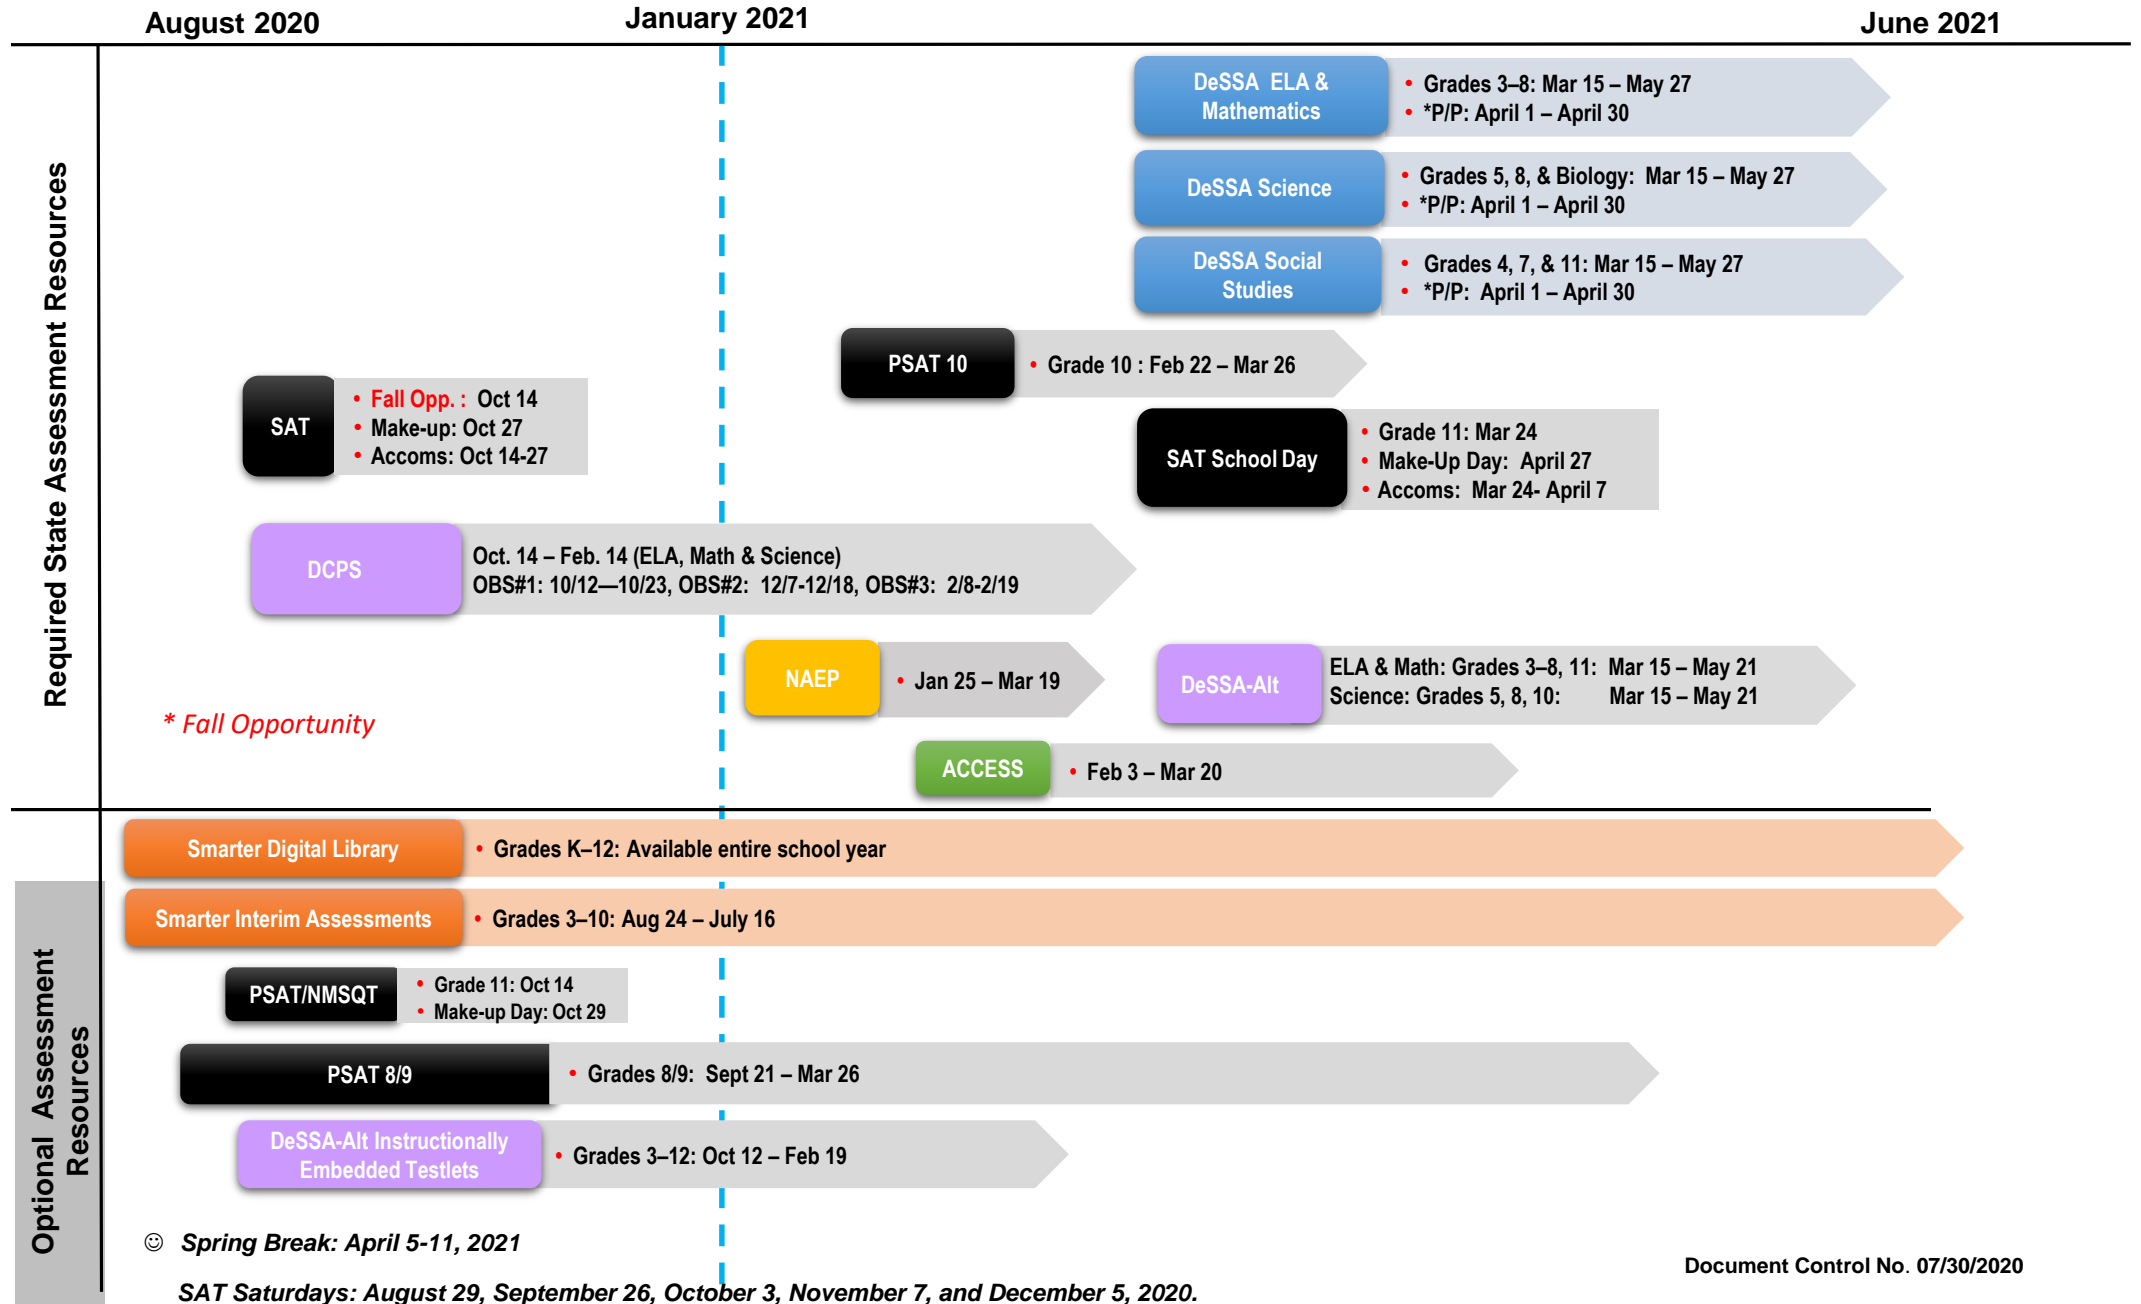 August 2020
January 2021
June 2021
Required State Assessment Resources
DeSSA ELA &
Mathematics
• Grades 3–8: Mar 15 – May 27
• *P/P: April 1 – April 30
DeSSA Science
• Grades 5, 8, & Biology: Mar 15 – May 27
• *P/P: April 1 – April 30
DeSSA Social
Studies
• Grades 4, 7, & 11: Mar 15 – May 27
• *P/P: April 1 – April 30
PSAT 10
• Grade 10 : Feb 22 – Mar 26
SAT
• Fall Opp. : Oct 14
• Make-up: Oct 27
• Accoms: Oct 14-27
SAT School Day
• Grade 11: Mar 24
• Make-Up Day: April 27
• Accoms: Mar 24- April 7
DCPS
Oct. 14 – Feb. 14 (ELA, Math & Science)
OBS#1: 10/12—10/23, OBS#2: 12/7-12/18, OBS#3: 2/8-2/19
NAEP
• Jan 25 – Mar 19
DeSSA-Alt
ELA & Math: Grades 3–8, 11: Mar 15 – May 21
Science: Grades 5, 8, 10: Mar 15 – May 21
* Fall Opportunity
ACCESS
• Feb 3 – Mar 20
Optional Assessment
Resources
Smarter Digital Library
• Grades K–12: Available entire school year
Smarter Interim Assessments
• Grades 3–10: Aug 24 – July 16
PSAT/NMSQT
• Grade 11: Oct 14
• Make-up Day: Oct 29
PSAT 8/9
• Grades 8/9: Sept 21 – Mar 26
DeSSA-Alt Instructionally
Embedded Testlets
• Grades 3–12: Oct 12 – Feb 19
☺ Spring Break: April 5-11, 2021
Document Control No. 07/30/2020
SAT Saturdays: August 29, September 26, October 3, November 7, and December 5, 2020.